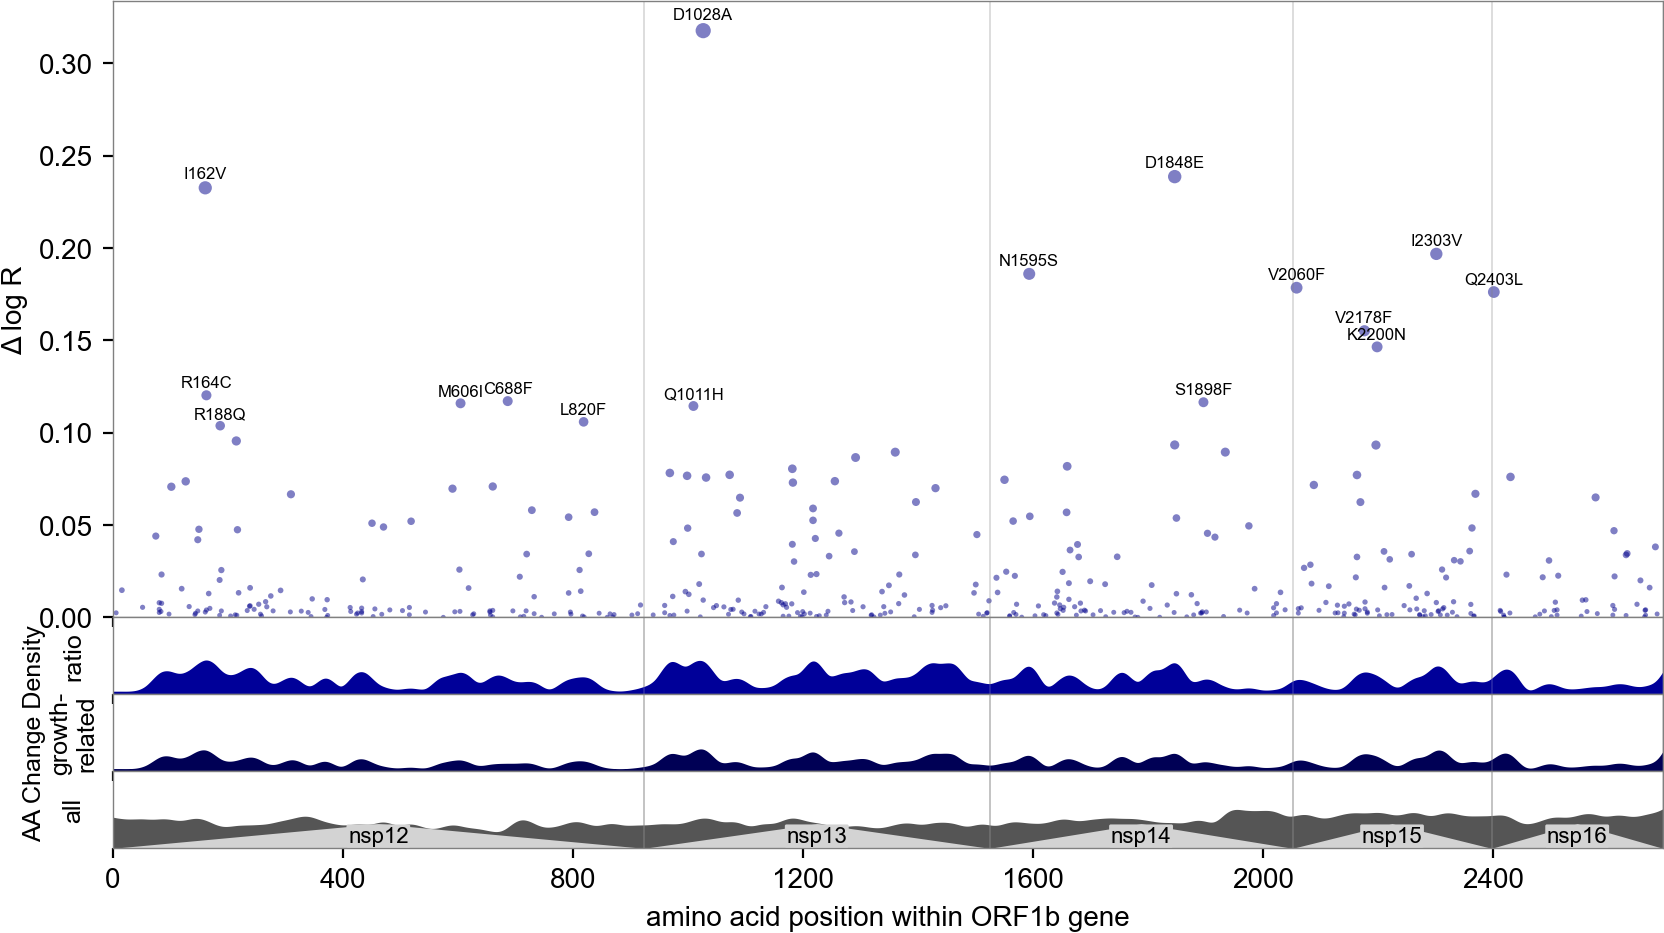 D1028A
0.30
0.25
D1848E
I162V
I2303V
0.20
N1595S
V2060F
Q2403L
Δ log R
V2178F
0.15
K2200N
R164C
M606I
C688F
Q1011H
S1898F
R188Q
L820F
0.10
0.05
0.00
AA Change Density
ratio
growth-
related
all
nsp12
nsp13
nsp14
nsp15
nsp16
0
400
800
1200
1600
2000
2400
amino acid position within ORF1b gene